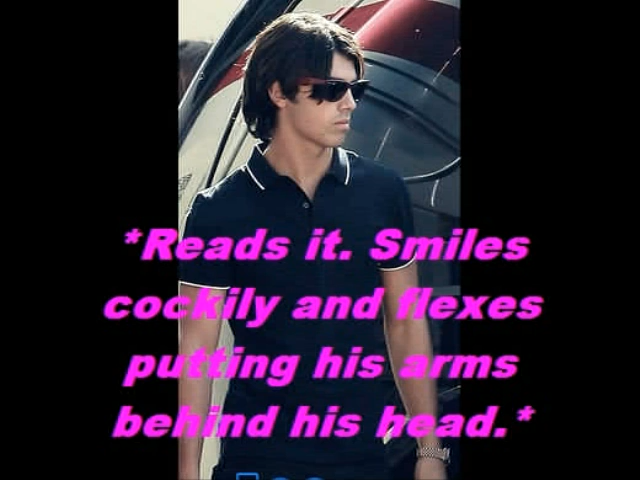 *Reads it. Smiles
cockily and flexes
putting his arms
behind his head.*